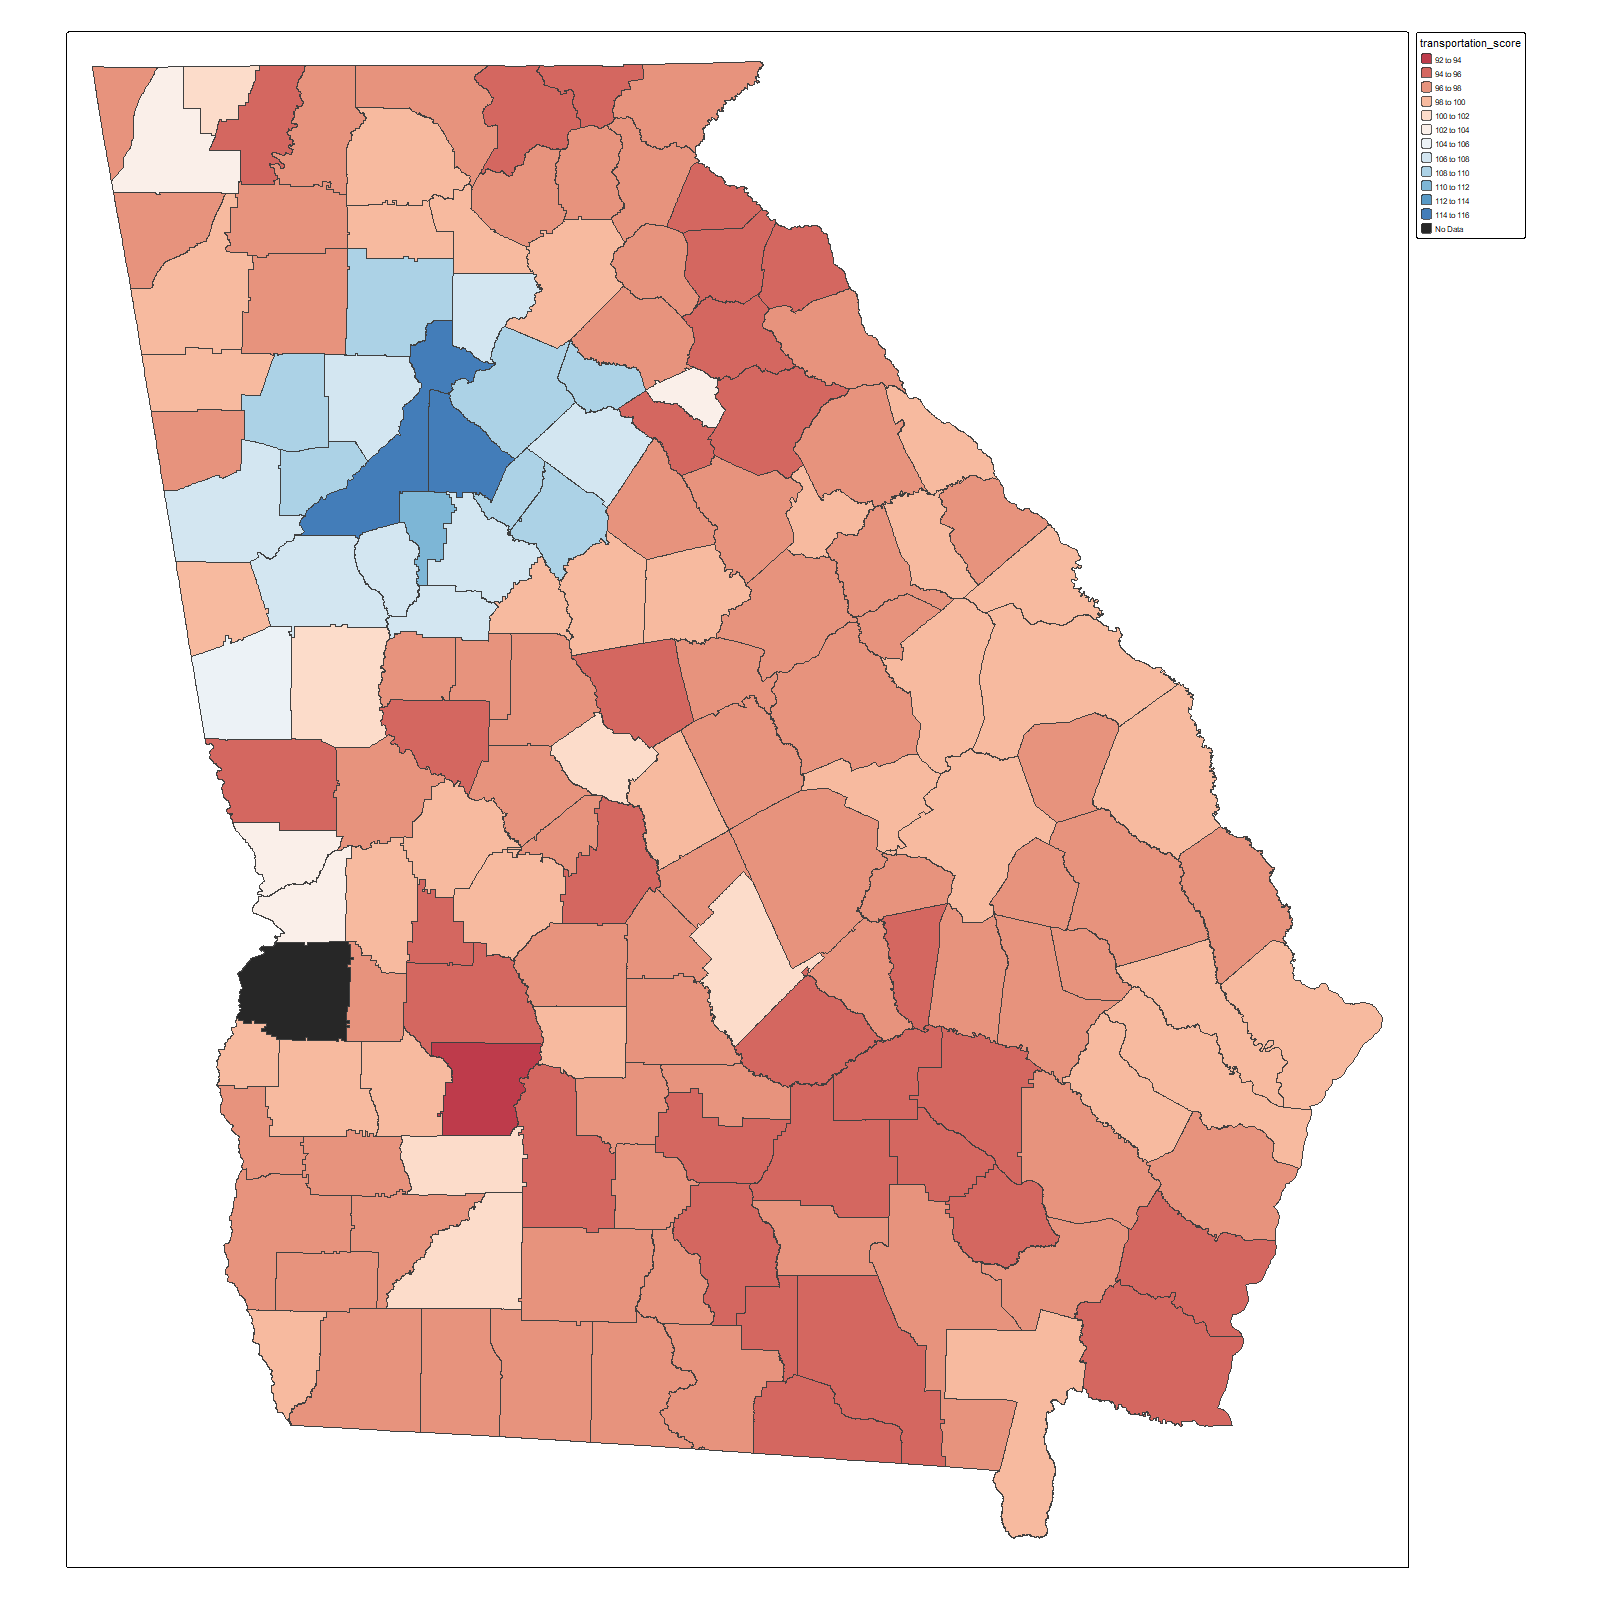 transportation_score
92 to 94
94 to 96
96 to 98
98 to 100
100 to 102
102 to 104
104 to 106
106 to 108
108 to 110
110 to 112
112 to 114
114 to 116
No Data